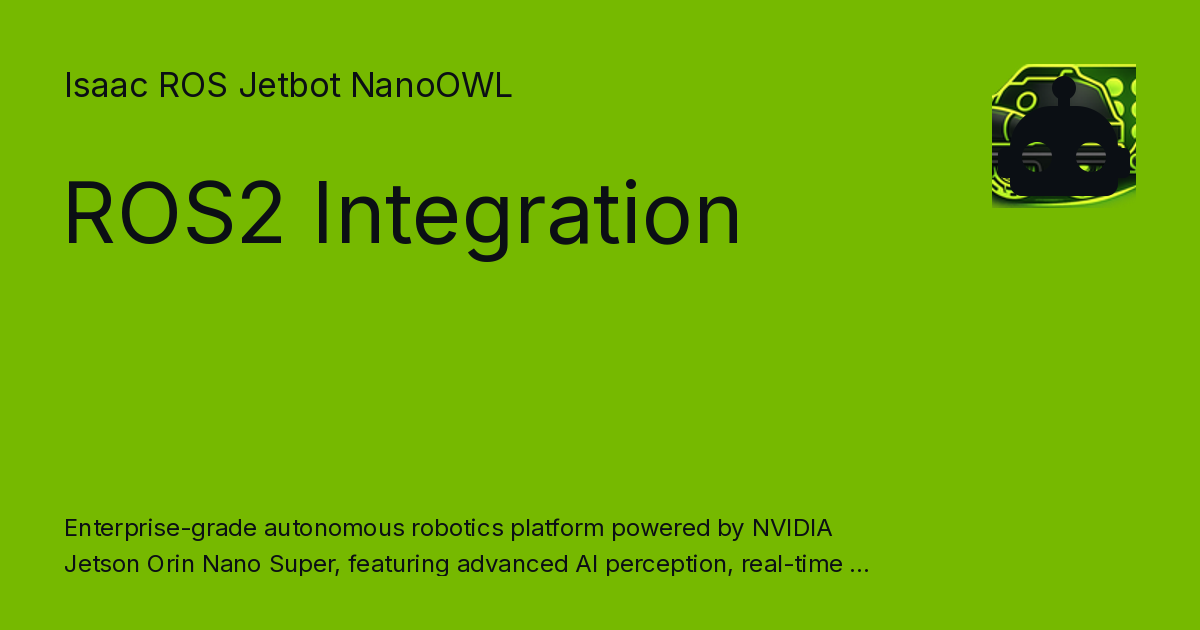 Isaac ROS Jetbot NanoOWL
ROS2 Integration
Enterprise-grade autonomous robotics platform powered by NVIDIA
Jetson Orin Nano Super, featuring advanced AI perception, real-time ...